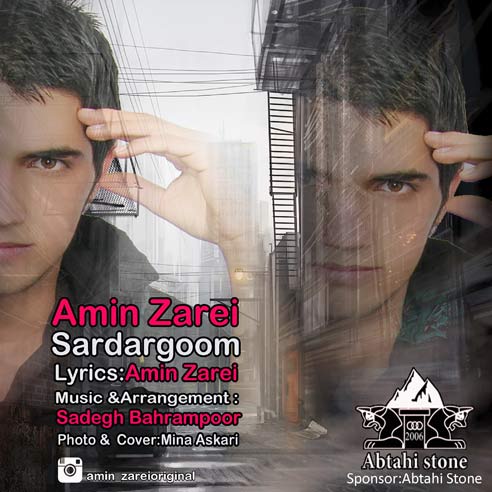 Amin Zarei
Sardargoom
Lyrics:Amin Zarei
Music &Arrangement :
Sadegh Bahrampoor
Photo & Cover:Mina Askari
amin_zareioriginal
2006
Abtahi stone
Sponsor:Abtahi Stone